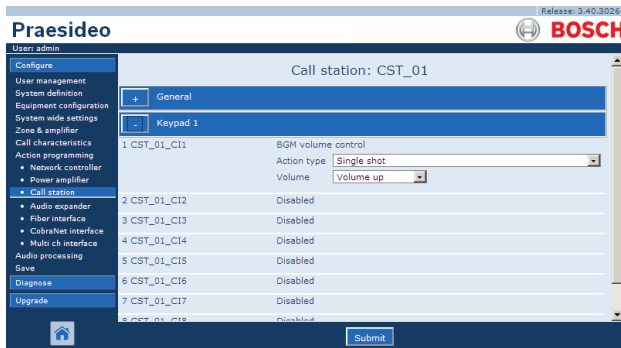 Release: 3.40.3026
Praesideo
BOSCH
User: admin
Configure
User management
System definition
Equipment configuration
System wide settings
Zone & amplifier
Call characteristics
Action programming
• Network controller
• Power amplifier
• Call station
• Audio expander
• Fiber interface
• CobraNet interface
• Multi ch interface
Audio processing
Save
Diagnose
Upgrade
Call station: CST_01
+ General
- Keypad 1
1 CST_01_CI1 BGM volume control
Action type Single shot
Volume Volume up
2 CST_01_CI2 Disabled
3 CST_01_CI3 Disabled
4 CST_01_CI4 Disabled
5 CST_01_CI5 Disabled
6 CST_01_CI6 Disabled
7 CST_01_CI7 Disabled
8 CST_01_CI8 Disabled
Submit